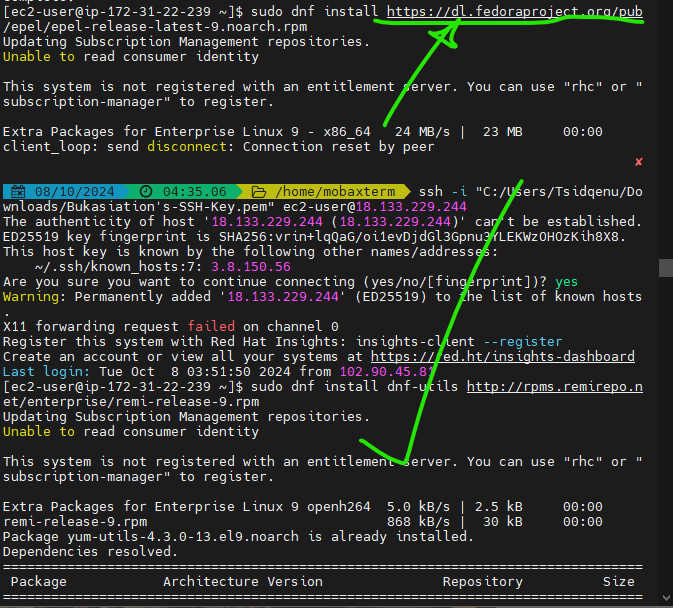 [ec2-user@ip-172-31-22-239 ~]$ sudo dnf install https://dl.fedoraproject.org/pub
/epel/epel-release-latest-9.noarch.rpm
Updating Subscription Management repositories.
Unable to read consumer identity
This system is not registered with an entitlement server. You can use "rhc" or "
subscription-manager" to register.
Extra Packages for Enterprise Linux 9 - x86_64   24 MB/s |  23 MB     00:00
client_loop: send disconnect: Connection reset by peer
✘
08/10/2024 04:35.06 /home/mobaxterm ssh -i "C:/Users/Tsidqenu/Do
wnloads/Bukasiation's-SSH-Key.pem" ec2-user@18.133.229.244
The authenticity of host '18.133.229.244 (18.133.229.244)' can't be established.
ED25519 key fingerprint is SHA256:vrin+lqQaG/oi1evDjdGl3Gpnu3YLEKWzOHOzKih8X8.
This host key is known by the following other names/addresses:
    ~/.ssh/known_hosts:7: 3.8.150.56
Are you sure you want to continue connecting (yes/no/[fingerprint])? yes
Warning: Permanently added '18.133.229.244' (ED25519) to the list of known hosts
.
X11 forwarding request failed on channel 0
Register this system with Red Hat Insights: insights-client --register
Create an account or view all your systems at https://red.ht/insights-dashboard
Last login: Tue Oct  8 03:51:50 2024 from 102.90.45.81
[ec2-user@ip-172-31-22-239 ~]$ sudo dnf install dnf-utils http://rpms.remirepo.n
et/enterprise/remi-release-9.rpm
Updating Subscription Management repositories.
Unable to read consumer identity
This system is not registered with an entitlement server. You can use "rhc" or "
subscription-manager" to register.
Extra Packages for Enterprise Linux 9 openh264  5.0 kB/s | 2.5 kB     00:00
remi-release-9.rpm                              868 kB/s |  30 kB     00:00
Package yum-utils-4.3.0-13.el9.noarch is already installed.
Dependencies resolved.
================================================================================
 Package            Architecture Version               Repository          Size
================================================================================